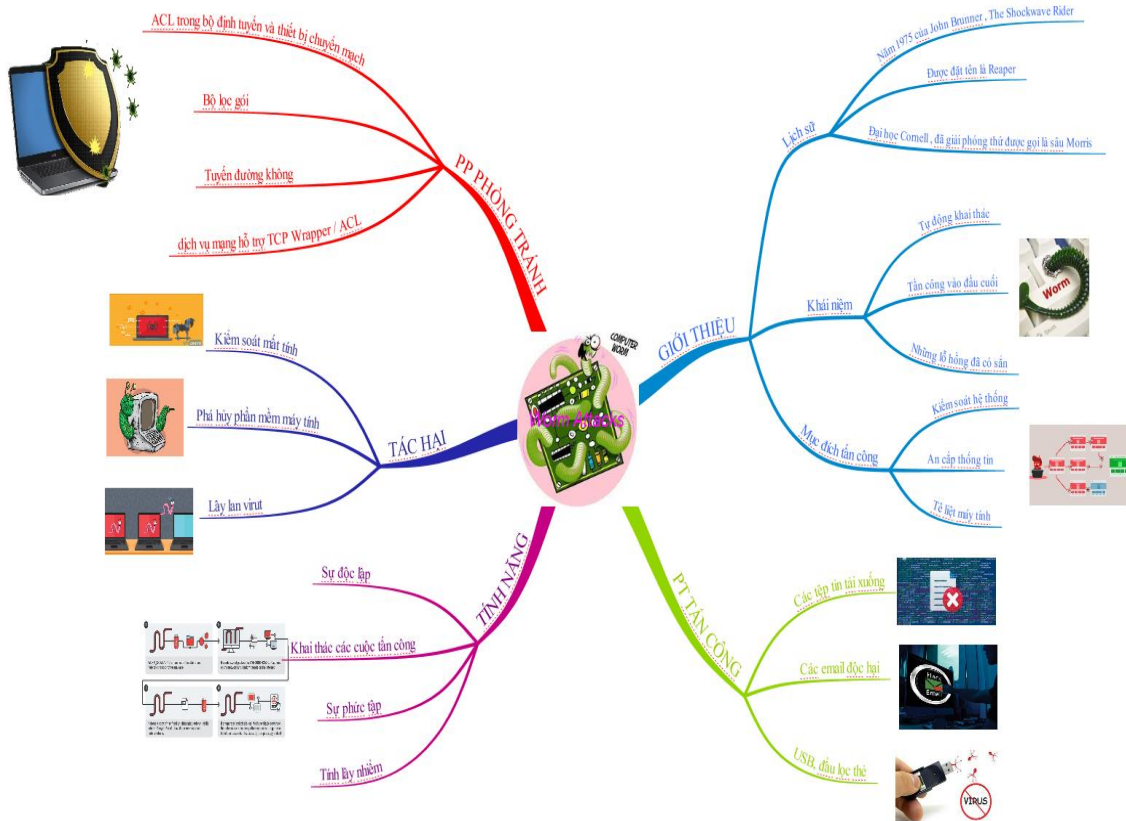 COMPUTER
WORM
Worm Attacks
GIỚI THIỆU
Lịch sử
Năm 1975 của John Brunner , The Shockwave Rider
Được đặt tên là Reaper
Đại học Cornell , đã giải phóng thứ được gọi là sâu Morris
Khái niệm
Tự động khai thác
Tấn công vào đầu cuối
Những lỗ hổng đã có sẵn
Worm
Mục đích tấn công
Kiểm soát hệ thống
An cắp thông tin
Tê liệt máy tính
PT TẤN CÔNG
Các tệp tin tải xuống
Các email độc hại
USB, đầu lọc thẻ
VIRUS
TÍNH NĂNG
Sự độc lập
Khai thác các cuộc tấn công
Sự phức tạp
Tính lây nhiễm
TÁC HẠI
Kiểm soát mất tính
Phá hủy phần mềm máy tính
Lây lan virut
PP PHÒNG TRÁNH
ACL trong bộ định tuyến và thiết bị chuyển mạch
Bộ lọc gói
Tuyến đường không
dịch vụ mạng hỗ trợ TCP Wrapper / ACL